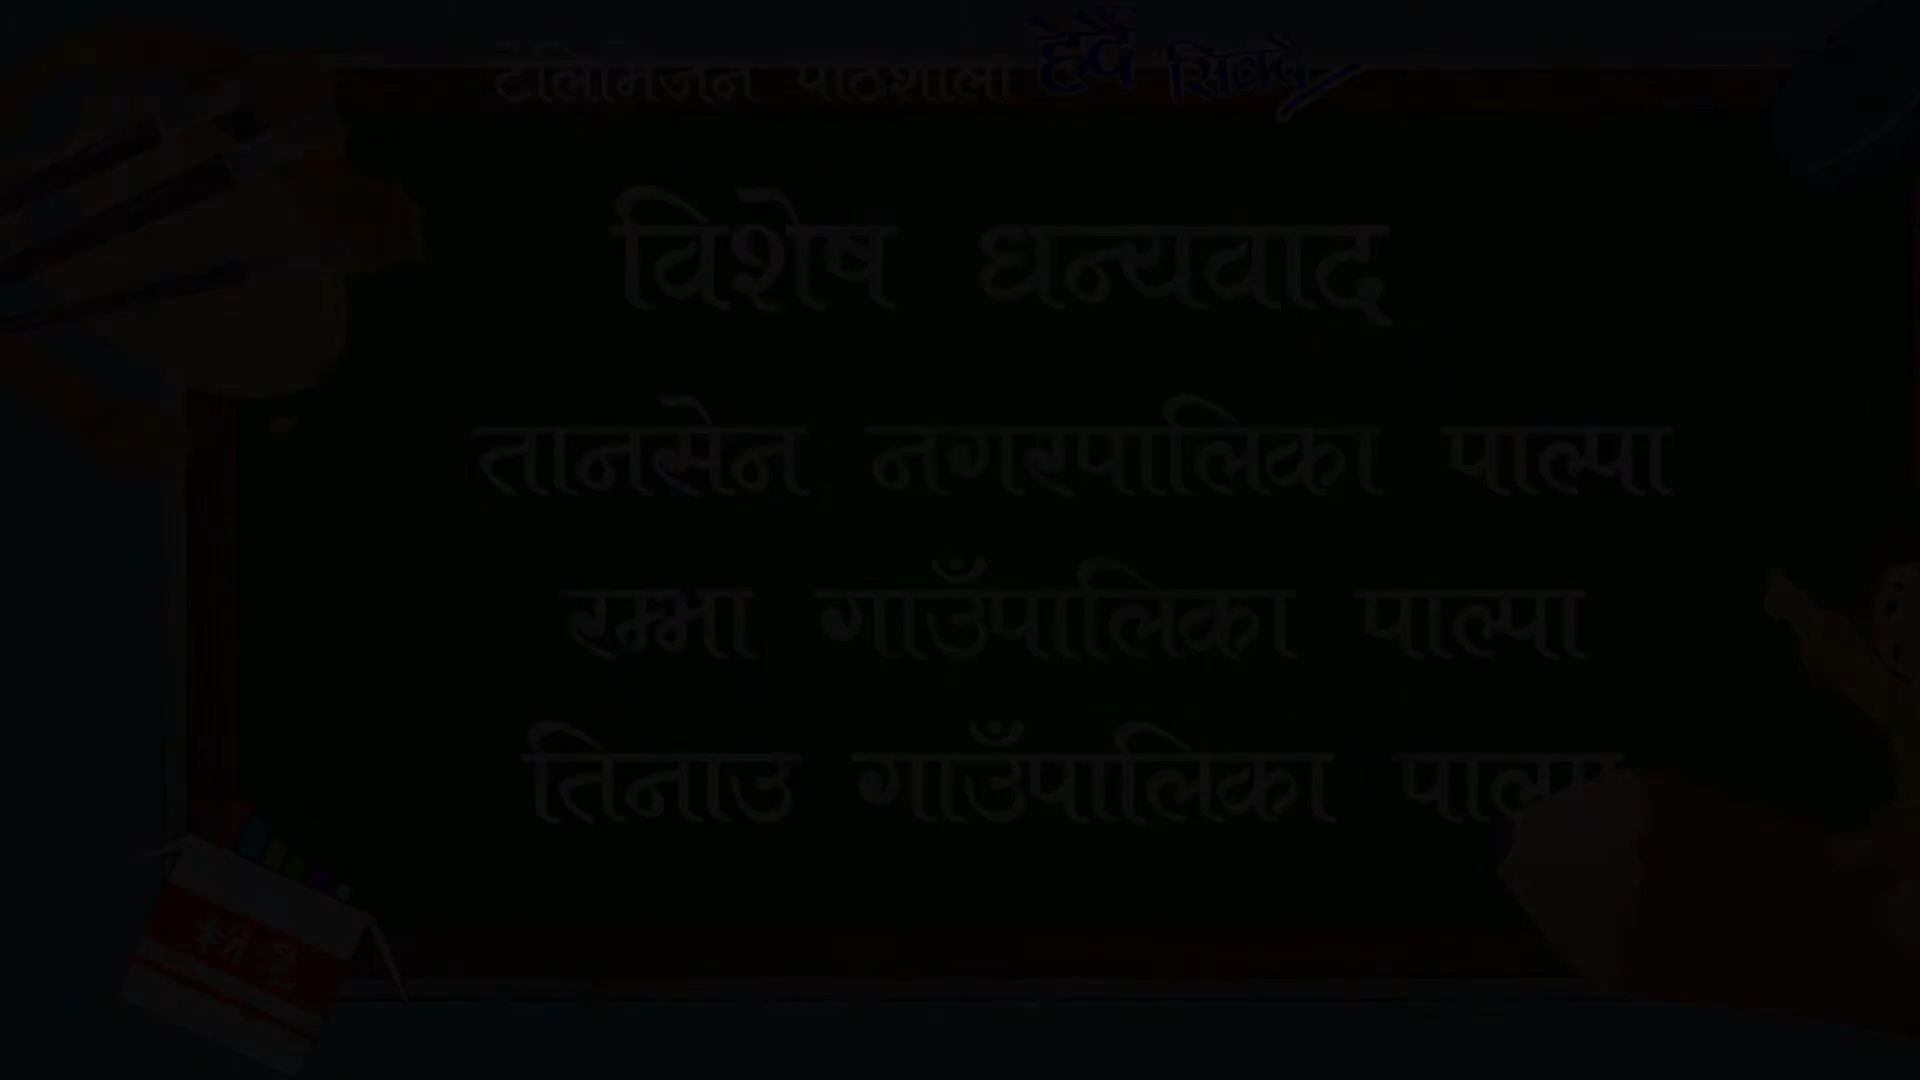 टेलिभिजन पाठशाला हेर्दै सिक्दै
विशेष धन्यवाद
तानसेन नगरपालिका पाल्पा
रम्भा गाउँपालिका पाल्पा
तिनाउ गाउँपालिका पाल्पा